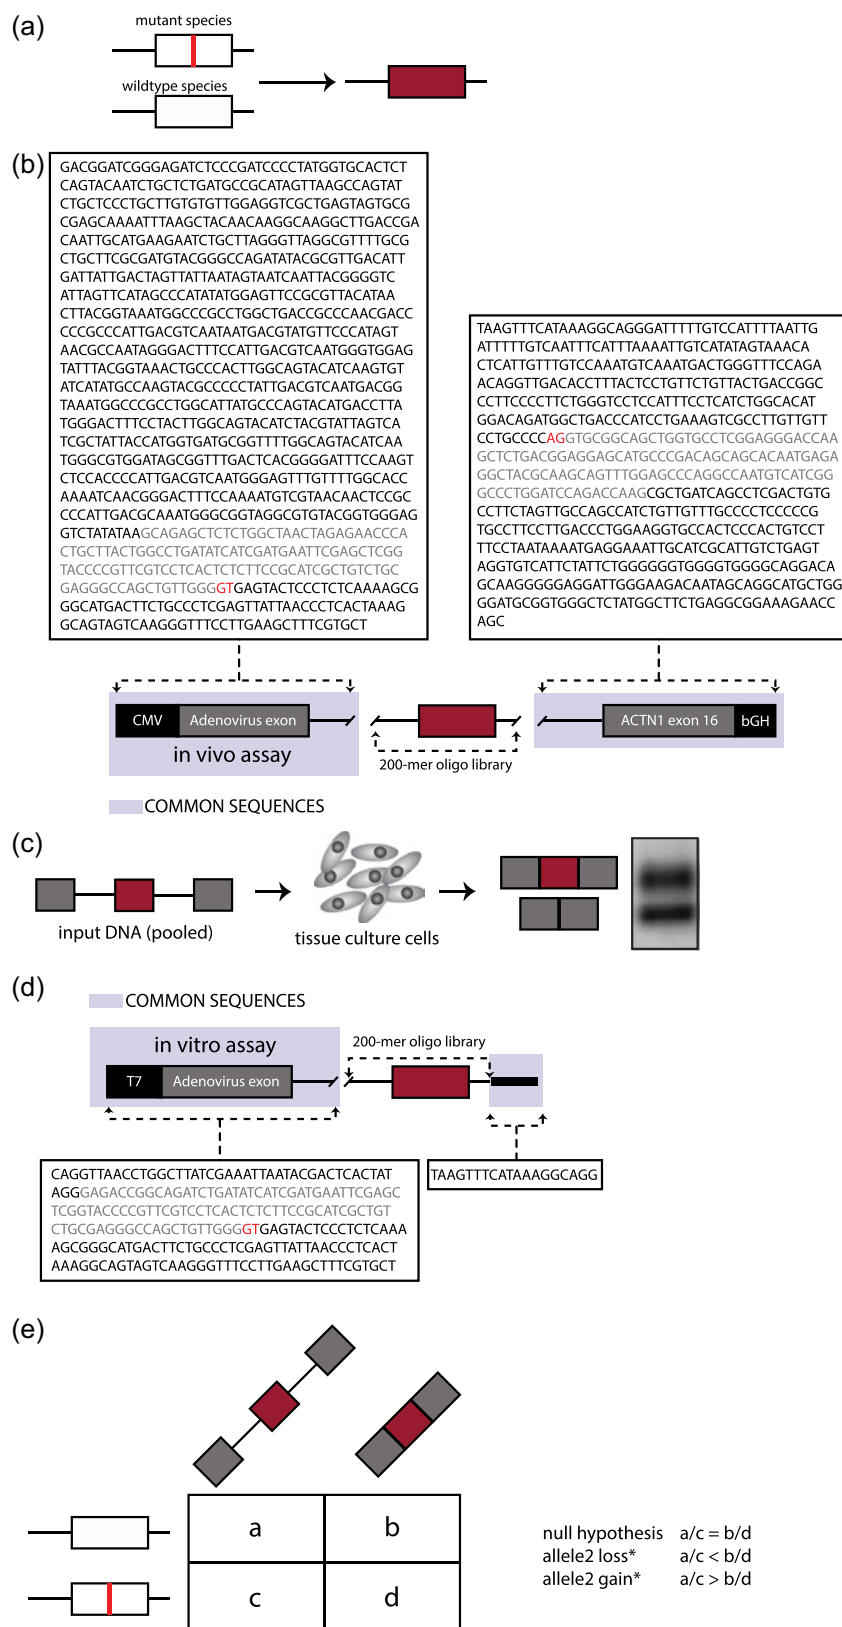 (a)
mutant species
wildtype species
(b)
GACGGATCGGGAGATCTCCCGATCCCCTATGGTGCACTCT
CAGTACAATCTGCTCTGATGCCGCATAGTTAAGCCAGTAT
CTGCTCCCTGCTTGTGTGTTGGAGGTCGCTGAGTAGTGCG
CGAGCAAAATTTAAGCTACAACAAGGCAAGGCTTGACCGA
CAATTGCATGAAGAATCTGCTTAGGGTTAGGCGTTTTGCG
CTGCTTCGCGATGTACGGGCCAGATATACGCGTTGACATT
GATTATTGACTAGTTATTAATAGTAATCAATTACGGGGTC
ATTAGTTCATAGCCCATATATGGAGTTCCGCGTTACATAA
CTTACGGTAAATGGCCCGCCTGGCTGACCGCCCAACGACC
CCCGCCCATTGACGTCAATAATGACGTATGTTCCCATAGT
AACGCCAATAGGGACTTTCCATTGACGTCAATGGGTGGAG
TATTTACGGTAAACTGCCCACTTGGCAGTACATCAAGTGT
ATCATATGCCAAGTACGCCCCCTATTGACGTCAATGACGG
TAAATGGCCCGCCTGGCATTATGCCCAGTACATGACCTTA
TGGGACTTTCCTACTTGGCAGTACATCTACGTATTAGTCA
TCGCTATTACCATGGTGATGCGGTTTTGGCAGTACATCAA
TGGGCGTGGATAGCGGTTTGACTCACGGGGATTTCCAAGT
CTCCACCCCATTGACGTCAATGGGAGTTTGTTTTGGCACC
AAAATCAACGGGACTTTCCAAAATGTCGTAACAACTCCGC
CCCATTGACGCAAATGGGCGGTAGGCGTGTACGGTGGGAG
GTCTATATAAGCAGAGCTCTCTGGCTAACTAGAGAACCCA
CTGCTTACTGGCCTGATATCATCGATGAATTCGAGCTCGG
TACCCCGTTCGTCCTCACTCTCTTCCGCATCGCTGTCTGC
GAGGGCCAGCTGTTGGGGTGAGTACTCCCTCTCAAAAGCG
GGCATGACTTCTGCCCTCGAGTTATTAACCCTCACTAAAG
GCAGTAGTCAAGGGTTTCCTTGAAGCTTTCGTGCT
TAAGTTTCATAAAGGCAGGGATTTTTGTCCATTTTAATTG
ATTTTTGTCAATTTCATTTAAAATTGTCATATAGTAAACA
CTCATTGTTTGTCCAAATGTCAAATGACTGGGTTTCCAGA
ACAGGTTGACACCTTTACTCCTGTTCTGTTACTGACCGGC
CCTTCCCCTTCTGGGTCCTCCATTTCCTCATCTGGCACAT
GGACAGATGGCTGACCCATCCTGAAAGTCGCCTTGTTGTT
CCTGCCCCAGGTGCGGCAGCTGGTGCCTCGGAGGGACCAA
GCTCTGACGGAGGAGCATGCCCGACAGCAGCACAATGAGA
GGCTACGCAAGCAGTTTGGAGCCCAGGCCAATGTCATCGG
GCCCTGGATCCAGACCAAGCGCTGATCAGCCTCGACTGTG
CCTTCTAGTTGCCAGCCATCTGTTGTTTGCCCCTCCCCCG
TGCCTTCCTTGACCCTGGAAGGTGCCACTCCCACTGTCCT
TTCCTAATAAAATGAGGAAATTGCATCGCATTGTCTGAGT
AGGTGTCATTCTATTCTGGGGGGTGGGGTGGGGCAGGACA
GCAAGGGGGAGGATTGGGAAGACAATAGCAGGCATGCTGG
GGATGCGGTGGGCTCTATGGCTTCTGAGGCGGAAAGAACC
AGC
CMV Adenovirus exon
in vivo assay
200-mer oligo library
ACTN1 exon 16 bGH
COMMON SEQUENCES
(c)
input DNA (pooled)
tissue culture cells
(d)
COMMON SEQUENCES
in vitro assay
200-mer oligo library
T7 Adenovirus exon
CAGGTTAACCTGGCTTATCGAAATTAATACGACTCACTAT
AGGGAGACCGGCAGATCTGATATCATCGATGAATTCGAGC
TCGGTACCCCGTTCGTCCTCACTCTCTTCCGCATCGCTGT
CTGCGAGGGCCAGCTGTTGGGGTGAGTACTCCCTCTCAAA
AGCGGGCATGACTTCTGCCCTCGAGTTATTAACCCTCACT
AAAGGCAGTAGTCAAGGGTTTCCTTGAAGCTTTCGTGCT
TAAGTTTCATAAAGGCAGG
(e)
a b
c d
null hypothesis a/c = b/d
allele2 loss* a/c < b/d
allele2 gain* a/c > b/d